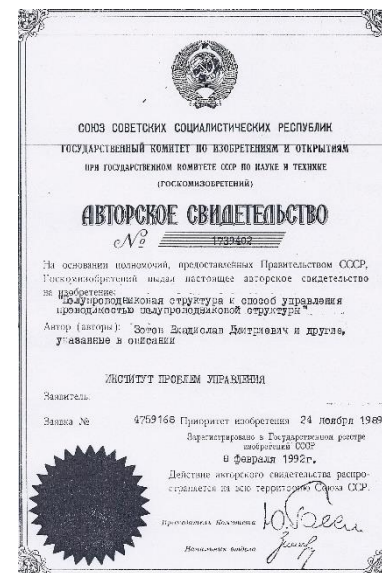 СОЮЗ СОВЕТСКИХ СОЦИАЛИСТИЧЕСКИХ РЕСПУБЛИК
ГОСУДАРСТВЕННЫЙ КОМИТЕТ ПО ИЗОБРЕТЕНИЯМ И ОТКРЫТИЯМ
ПРИ ГОСУДАРСТВЕННОМ КОМИТЕТЕ СССР ПО НАУКЕ И ТЕХНИКЕ
(ГОСКОМИЗОБРЕТЕНИЙ)
АВТОРСКОЕ СВИДЕТЕЛЬСТВО
№ 1739402
На основании полномочий, предоставленных Правительством СССР,
Госкомизобретений выдал настоящее авторское свидетельство
на изобретение:
"Полупроводниковая структура и способ управления
проводимостью полупроводниковой структуры"
Автор (авторы): Зотов Владислав Дмитриевич и другие,
указанные в описании
ИНСТИТУТ ПРОБЛЕМ УПРАВЛЕНИЯ
Заявитель:
Заявка № 4759168 Приоритет изобретения 24 ноября 1989
Зарегистрировано в Государственном реестре
изобретений СССР
8 февраля 1992г.
Действие авторского свидетельства распро-
страняется на всю территорию Союза ССР.
Председатель Комитета
Начальник отдела